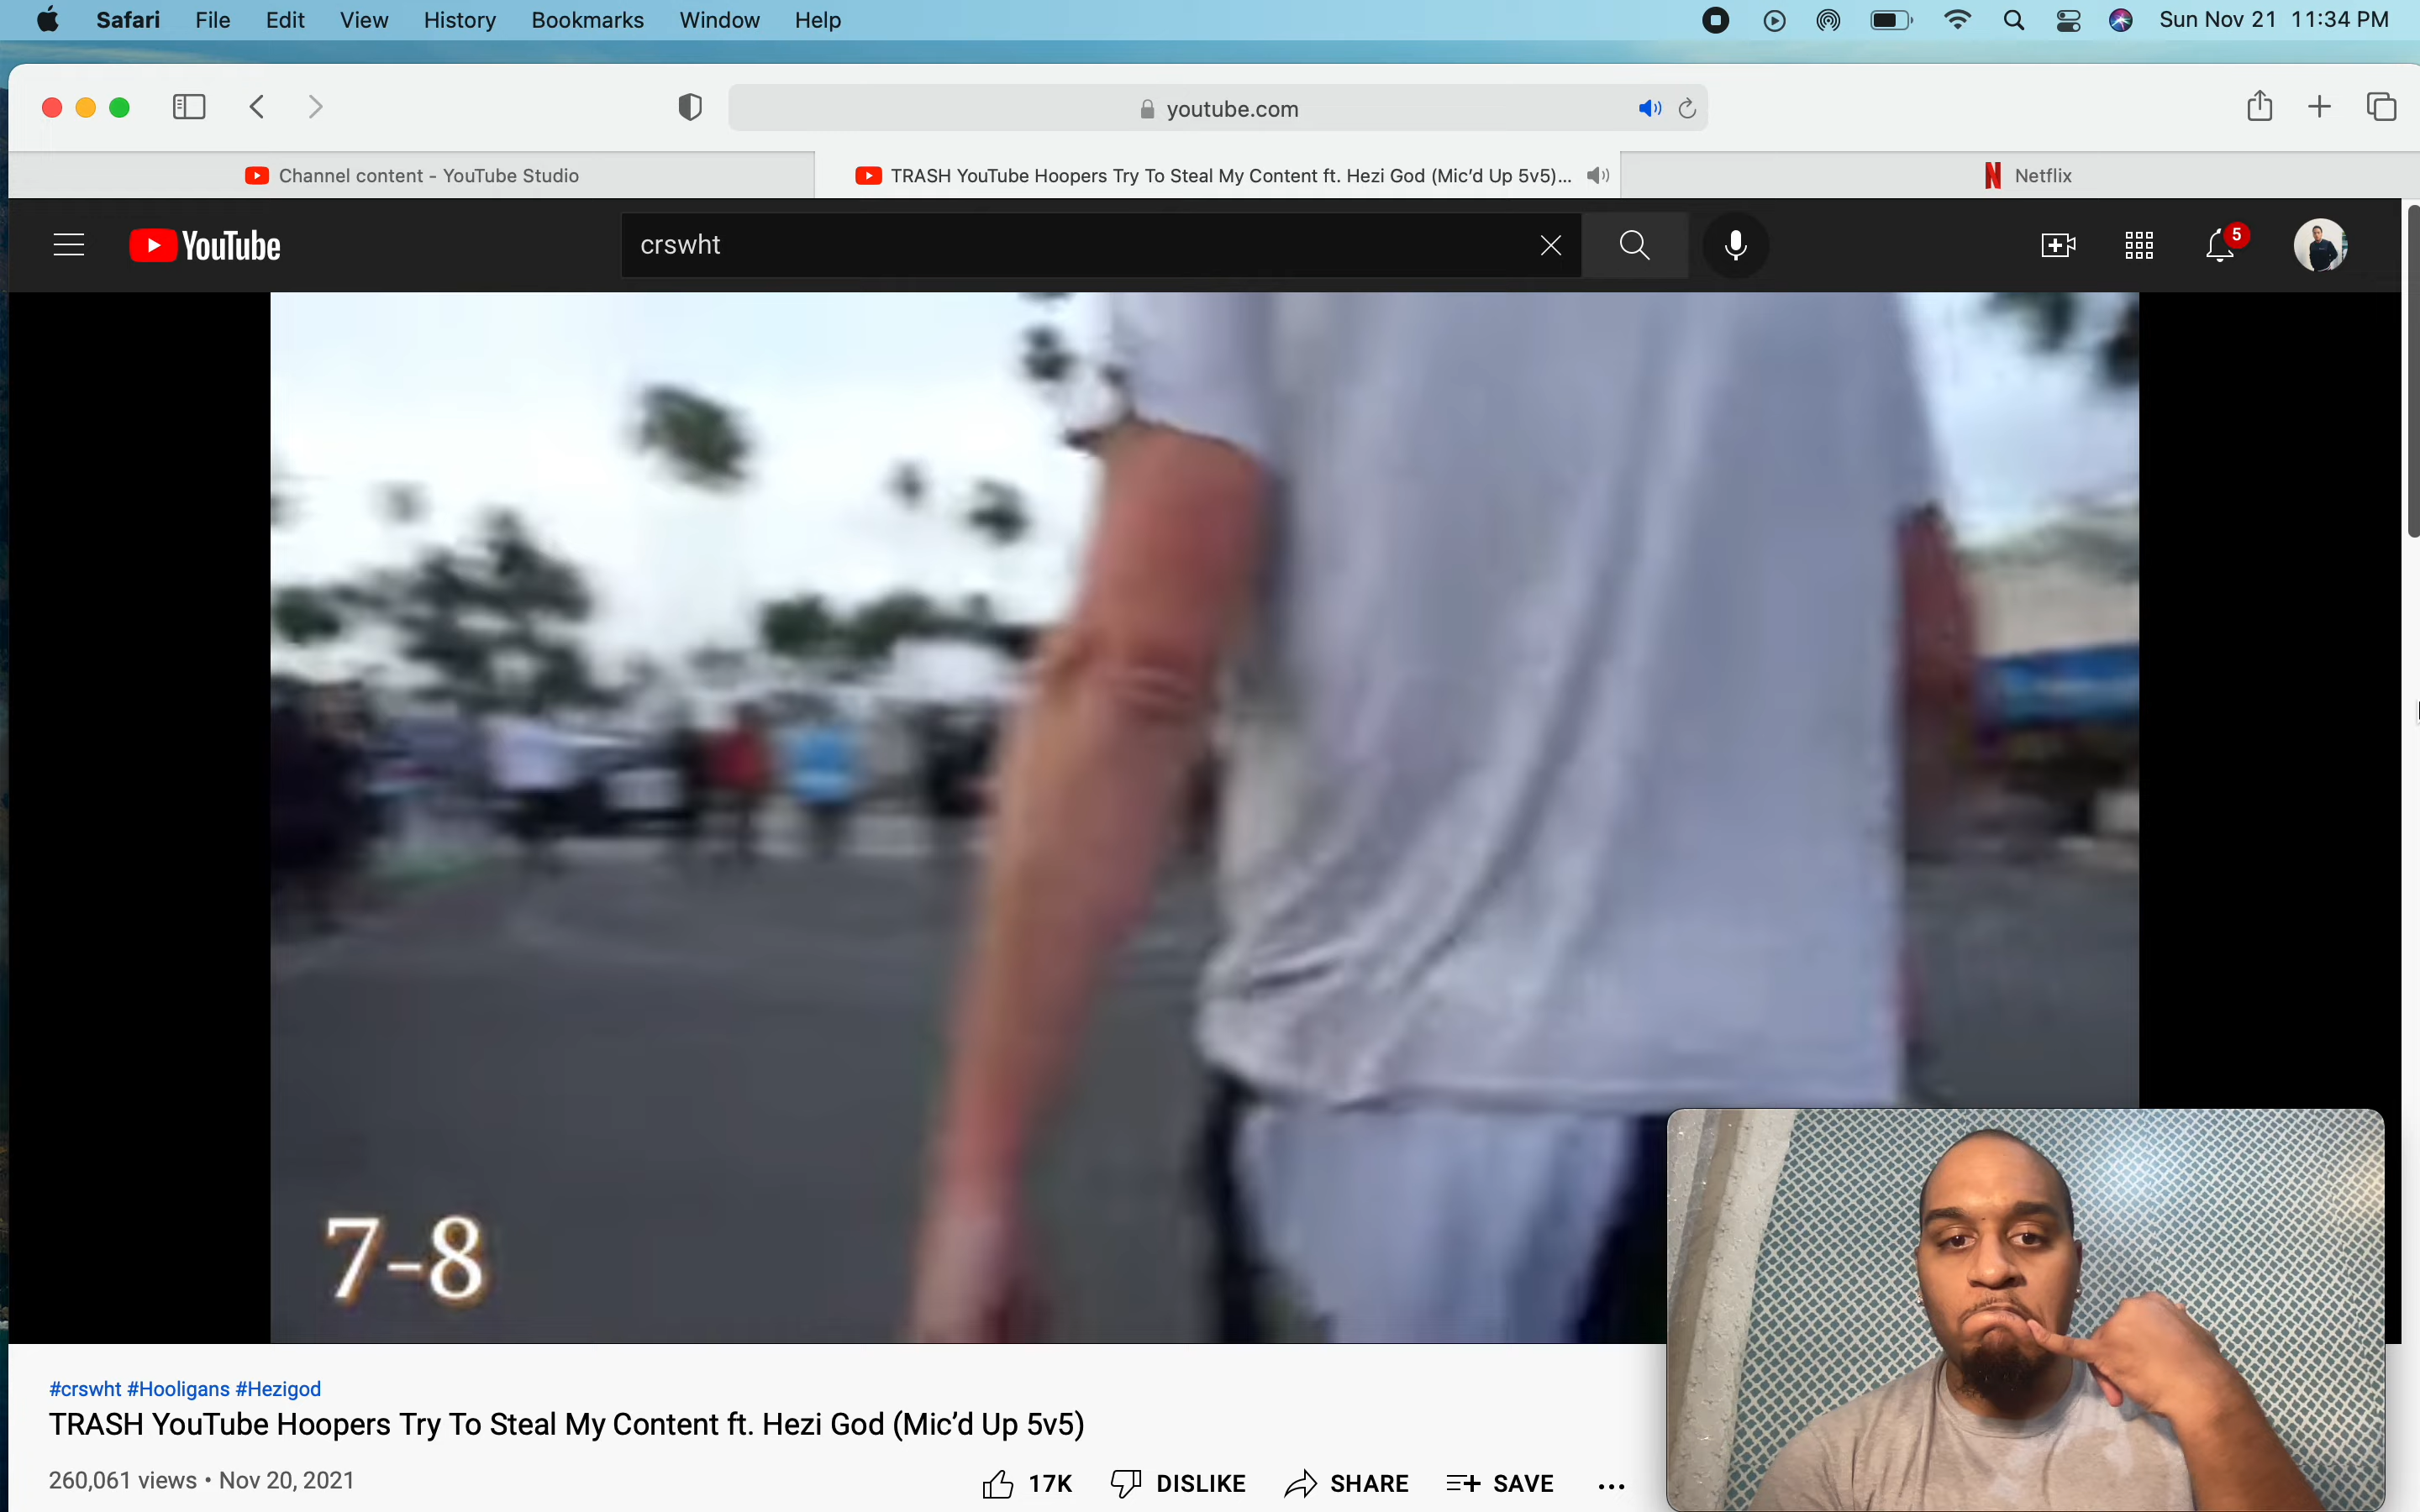 Safari File Edit View History Bookmarks Window Help Sun Nov 21 11:34 PM
youtube.com
Channel content - YouTube Studio TRASH YouTube Hoopers Try To Steal My Content ft. Hezi God (Mic’d Up 5v5)... Netflix
YouTube crswht 5
7-8
#crswht #Hooligans #Hezigod
TRASH YouTube Hoopers Try To Steal My Content ft. Hezi God (Mic’d Up 5v5)
260,061 views • Nov 20, 2021 17K DISLIKE SHARE SAVE ...